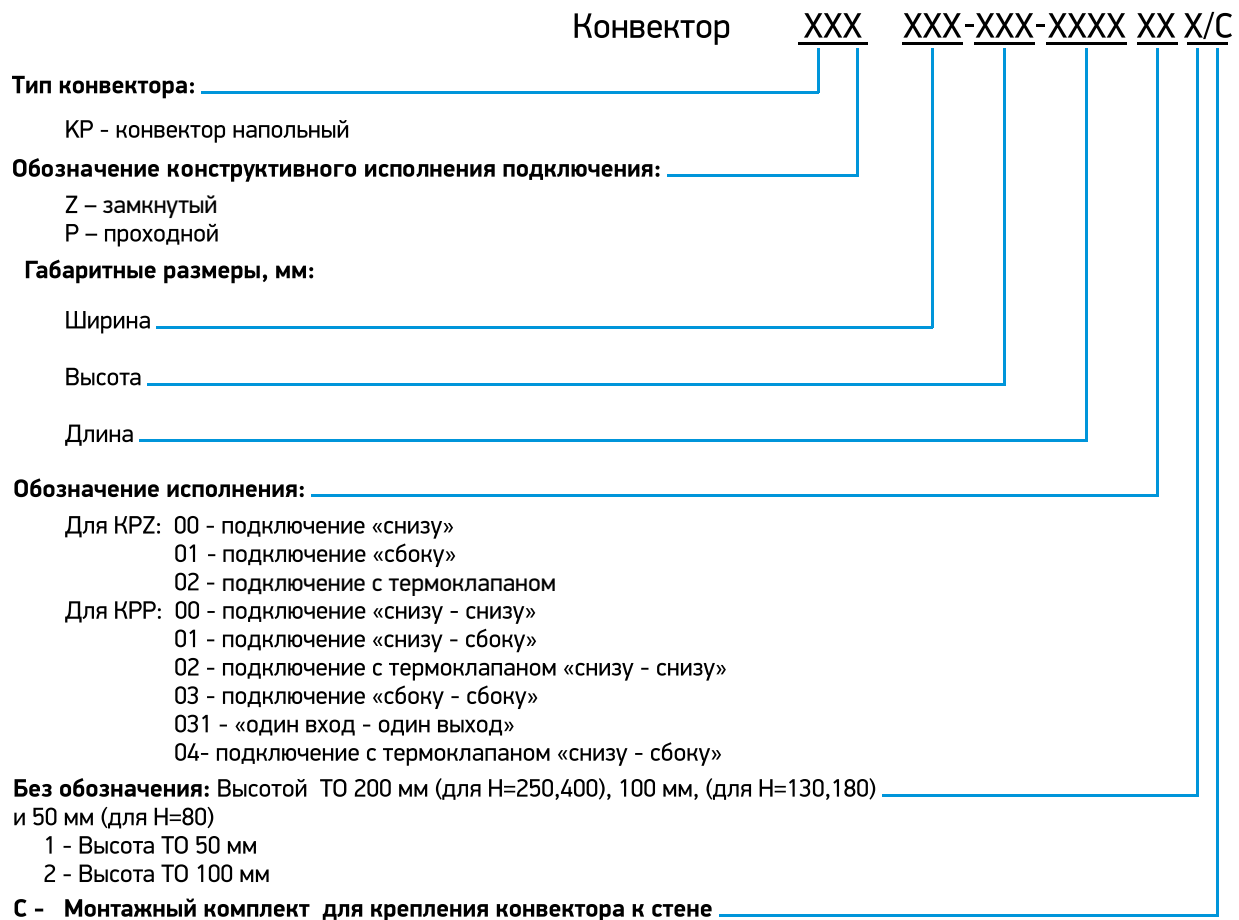 Конвектор XXX XXX-XXX-XXXX XX X/C
Тип конвектора:
КР - конвектор напольный
Обозначение конструктивного исполнения подключения:
Z – замкнутый
Р – проходной
Габаритные размеры, мм:
Ширина
Высота
Длина
Обозначение исполнения:
Для КРZ: 00 - подключение «снизу»
01 - подключение «сбоку»
02 - подключение с термоклапаном
Для КРР: 00 - подключение «снизу - снизу»
01 - подключение «снизу - сбоку»
02 - подключение с термоклапаном «снизу - снизу»
03 - подключение «сбоку - сбоку»
031 - «один вход - один выход»
04- подключение с термоклапаном «снизу - сбоку»
Без обозначения: Высотой ТО 200 мм (для Н=250,400), 100 мм, (для Н=130,180)
и 50 мм (для Н=80)
1 - Высота ТО 50 мм
2 - Высота ТО 100 мм
С - Монтажный комплект для крепления конвектора к стене